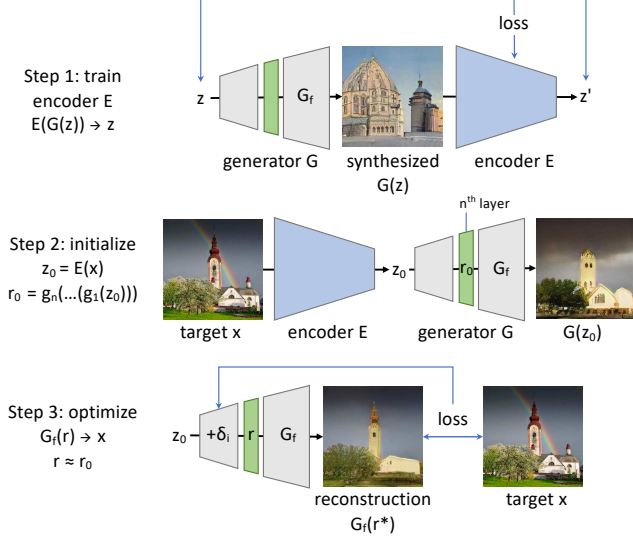 loss
Step 1: train
encoder E
E(G(z)) → z
z
G_f
z'
generator G
synthesized
G(z)
encoder E
n^th layer
Step 2: initialize
z_0 = E(x)
r_0 = g_n(...(g_1(z_0)))
z_0
r_0
G_f
target x
encoder E
generator G
G(z_0)
Step 3: optimize
G_f(r) → x
r ≈ r_0
z_0
+δ_i
r
G_f
loss
reconstruction
G_f(r*)
target x